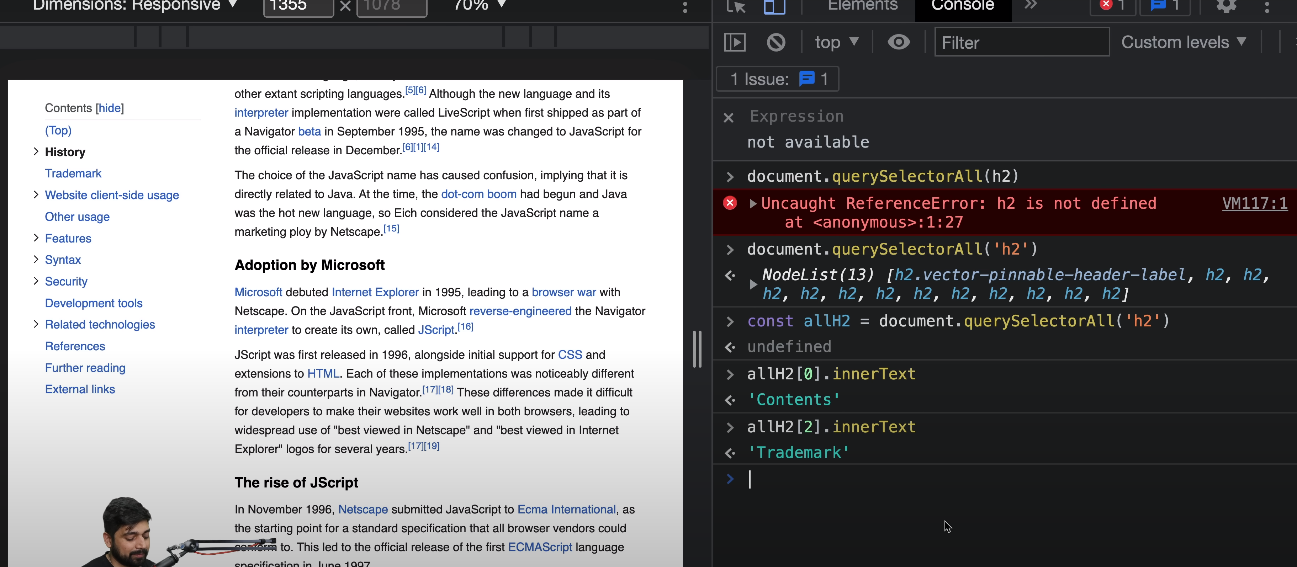 Dimensions: Responsive ▼ 1355 × 1078 70% ▼
Elements Console » 1 1
top ▼ Filter Custom levels ▼
1 Issue: 1
Expression
not available
document.querySelectorAll(h2)
Uncaught ReferenceError: h2 is not defined VM117:1
at <anonymous>:1:27
document.querySelectorAll('h2')
NodeList(13) [h2.vector-pinnable-header-label, h2, h2,
h2, h2, h2, h2, h2, h2, h2, h2, h2, h2]
const allH2 = document.querySelectorAll('h2')
undefined
allH2[0].innerText
'Contents'
allH2[2].innerText
'Trademark'
Contents [hide]
(Top)
History
Trademark
Website client-side usage
Other usage
Features
Syntax
Security
Development tools
Related technologies
References
Further reading
External links
other extant scripting languages.[5][6] Although the new language and its
interpreter implementation were called LiveScript when first shipped as part of
a Navigator beta in September 1995, the name was changed to JavaScript for
the official release in December.[6][1][14]
The choice of the JavaScript name has caused confusion, implying that it is
directly related to Java. At the time, the dot-com boom had begun and Java
was the hot new language, so Eich considered the JavaScript name a
marketing ploy by Netscape.[15]
Adoption by Microsoft
Microsoft debuted Internet Explorer in 1995, leading to a browser war with
Netscape. On the JavaScript front, Microsoft reverse-engineered the Navigator
interpreter to create its own, called JScript.[16]
JScript was first released in 1996, alongside initial support for CSS and
extensions to HTML. Each of these implementations was noticeably different
from their counterparts in Navigator.[17][18] These differences made it difficult
for developers to make their websites work well in both browsers, leading to
widespread use of "best viewed in Netscape" and "best viewed in Internet
Explorer" logos for several years.[17][19]
The rise of JScript
In November 1996, Netscape submitted JavaScript to Ecma International, as
the starting point for a standard specification that all browser vendors could
conform to. This led to the official release of the first ECMAScript language
specification in June 1997.